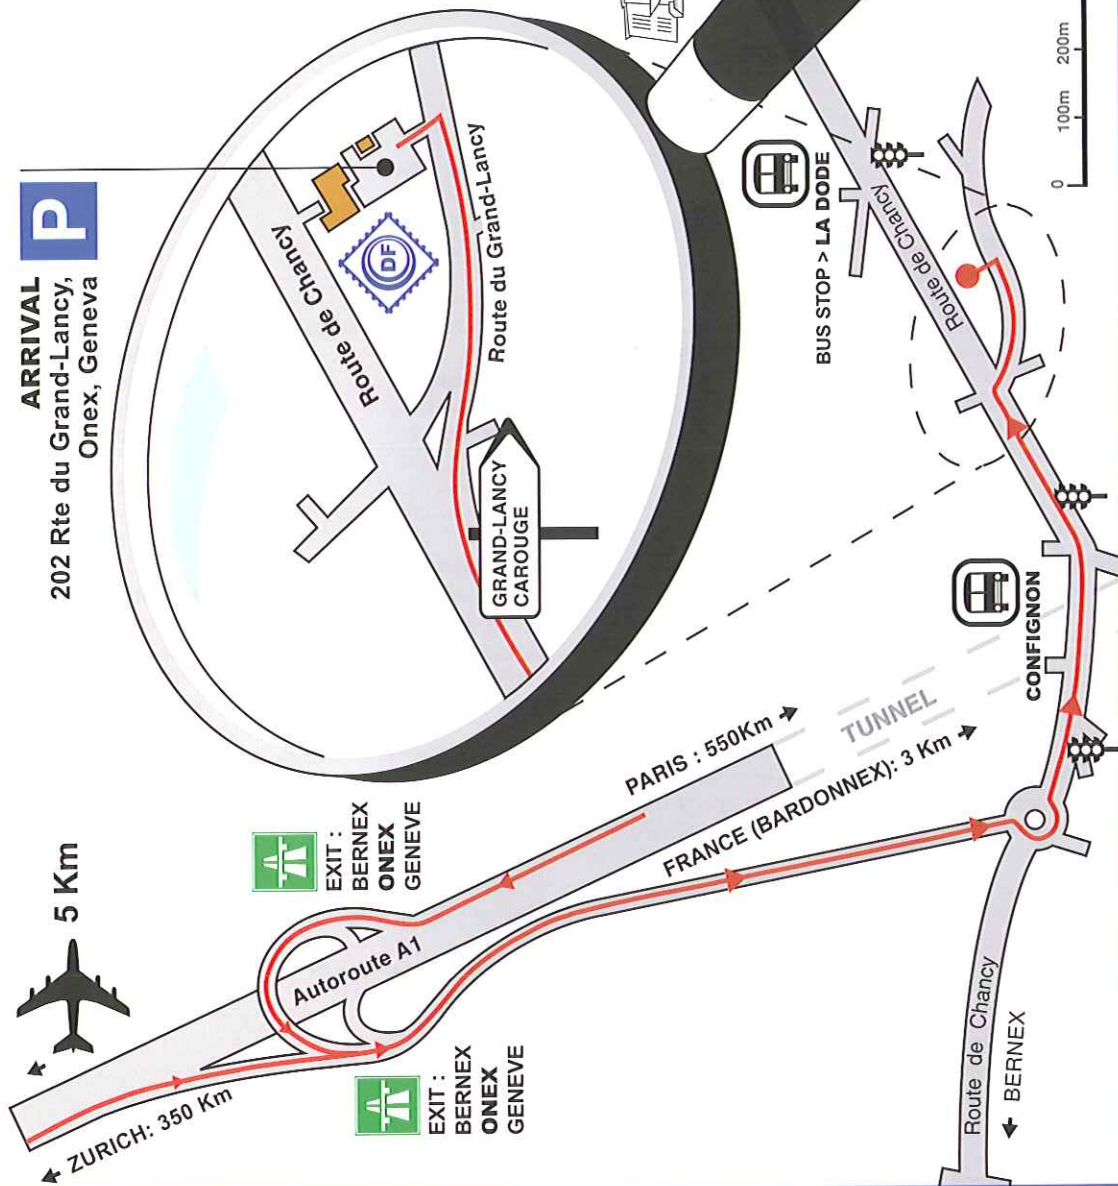 5 Km
ARRIVAL
202 Rte du Grand-Lancy,
Onex, Geneva
P
ZURICH: 350 Km
Autoroute A1
EXIT :
BERNEX
ONEX
GENEVE
EXIT :
BERNEX
ONEX
GENEVE
PARIS : 550Km
FRANCE (BARDONNEX): 3 Km
TUNNEL
Route de Chancy
DF
Route du Grand-Lancy
GRAND-LANCY
CAROUGE
BUS STOP > LA DODE
Route de Chancy
CONFIGNON
Route de Chancy
BERNEX
0
100m
200m